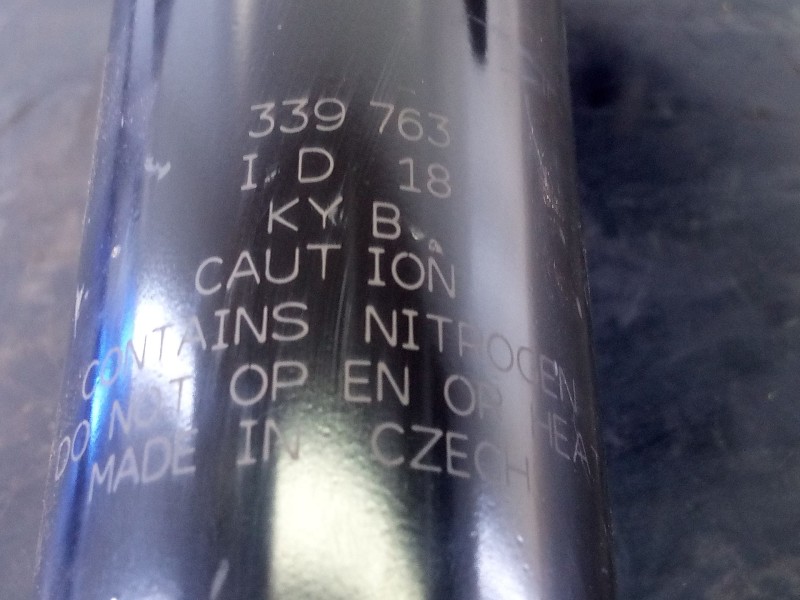 339 763
I D 18
KYB
CAUTION
CONTAINS NITROGEN
DO NOT OPEN OR HEAT
MADE IN CZECH